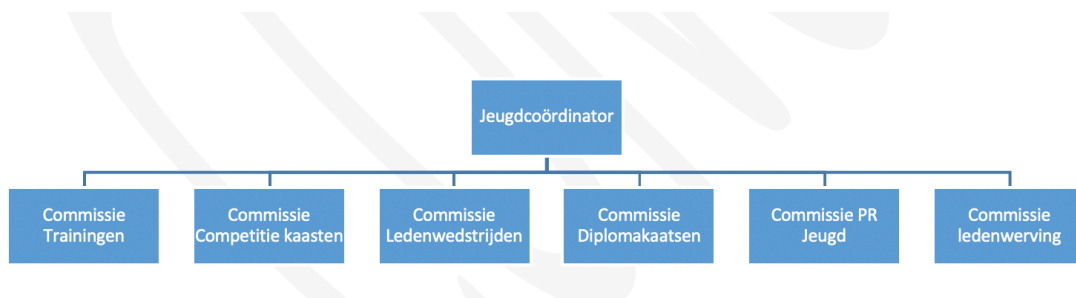 Jeugdcoördinator
Commissie
Trainingen
Commissie
Competitie kaasten
Commissie
Ledenwedstrijden
Commissie
Diplomakaatsen
Commissie PR
Jeugd
Commissie
ledenwerving